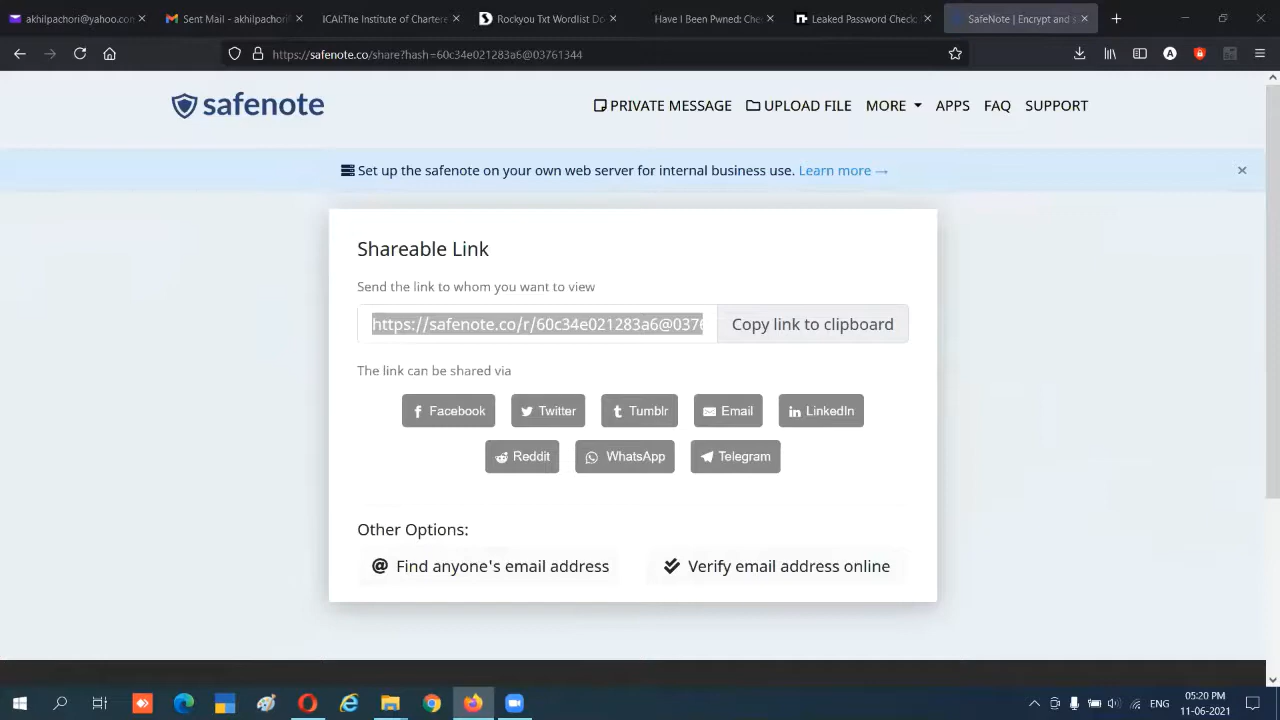 akhilpachori@yahoo.com
Sent Mail - akhilpachori
ICAI:The Institute of Chartere
Rockyou Txt Wordlist Do
Have I Been Pwned: Che
Leaked Password Check
SafeNote | Encrypt and s
https://safenote.co/share?hash=60c34e021283a6@03761344
safenote
PRIVATE MESSAGE UPLOAD FILE MORE APPS FAQ SUPPORT
Set up the safenote on your own web server for internal business use. Learn more →
Shareable Link
Send the link to whom you want to view
https://safenote.co/r/60c34e021283a6@0376 Copy link to clipboard
The link can be shared via
Facebook Twitter Tumblr Email LinkedIn
Reddit WhatsApp Telegram
Other Options:
Find anyone's email address Verify email address online
ENG
05:20 PM
11-06-2021